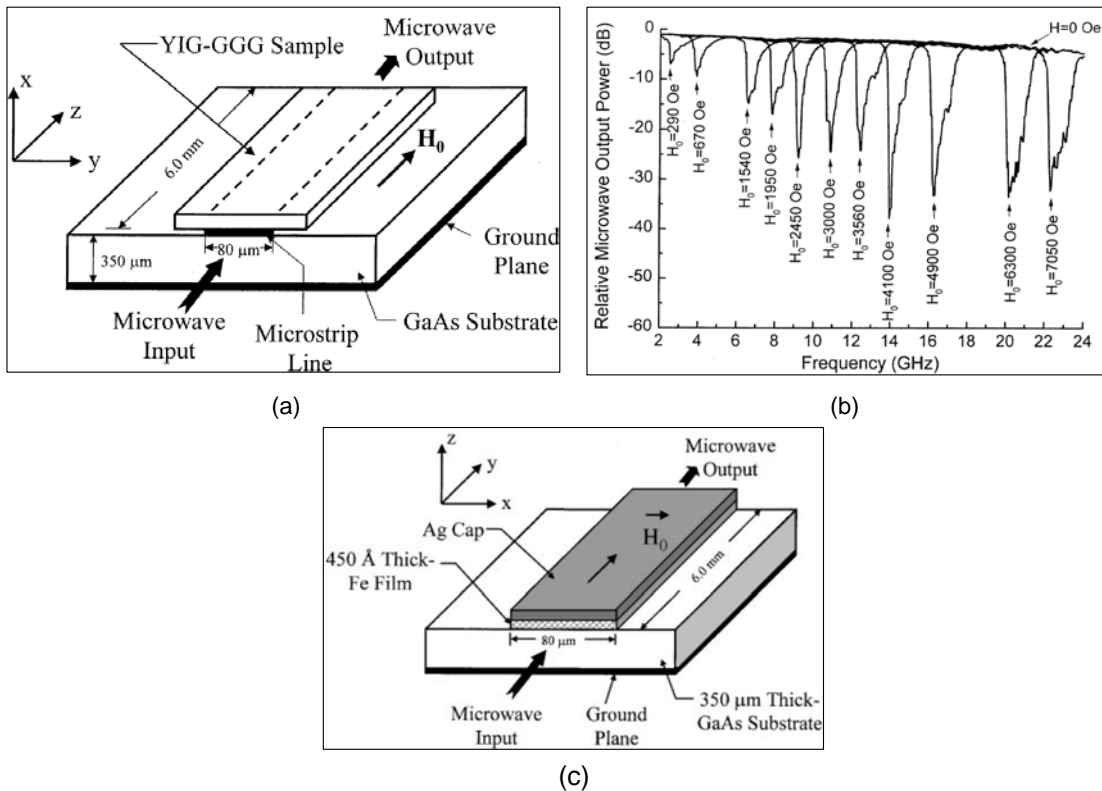 YIG-GGG Sample
Microwave
Output
x
z
y
6.0 mm
H₀
350 µm
80 µm
Ground
Plane
GaAs Substrate
Microwave
Input
Microstrip
Line
(a)
Relative Microwave Output Power (dB)
0
-10
-20
-30
-40
-50
-60
H=0 Oe
H₀=290 Oe
H₀=670 Oe
H₀=1540 Oe
H₀=1950 Oe
H₀=2450 Oe
H₀=3000 Oe
H₀=3560 Oe
H₀=4100 Oe
H₀=4900 Oe
H₀=6300 Oe
H₀=7050 Oe
2 4 6 8 10 12 14 16 18 20 22 24
Frequency (GHz)
(b)
z
y
x
Microwave
Output
Ag Cap
H₀
450 Å Thick-
Fe Film
6.0 mm
80 µm
Microwave
Input
Ground
Plane
350 µm Thick-
GaAs Substrate
(c)